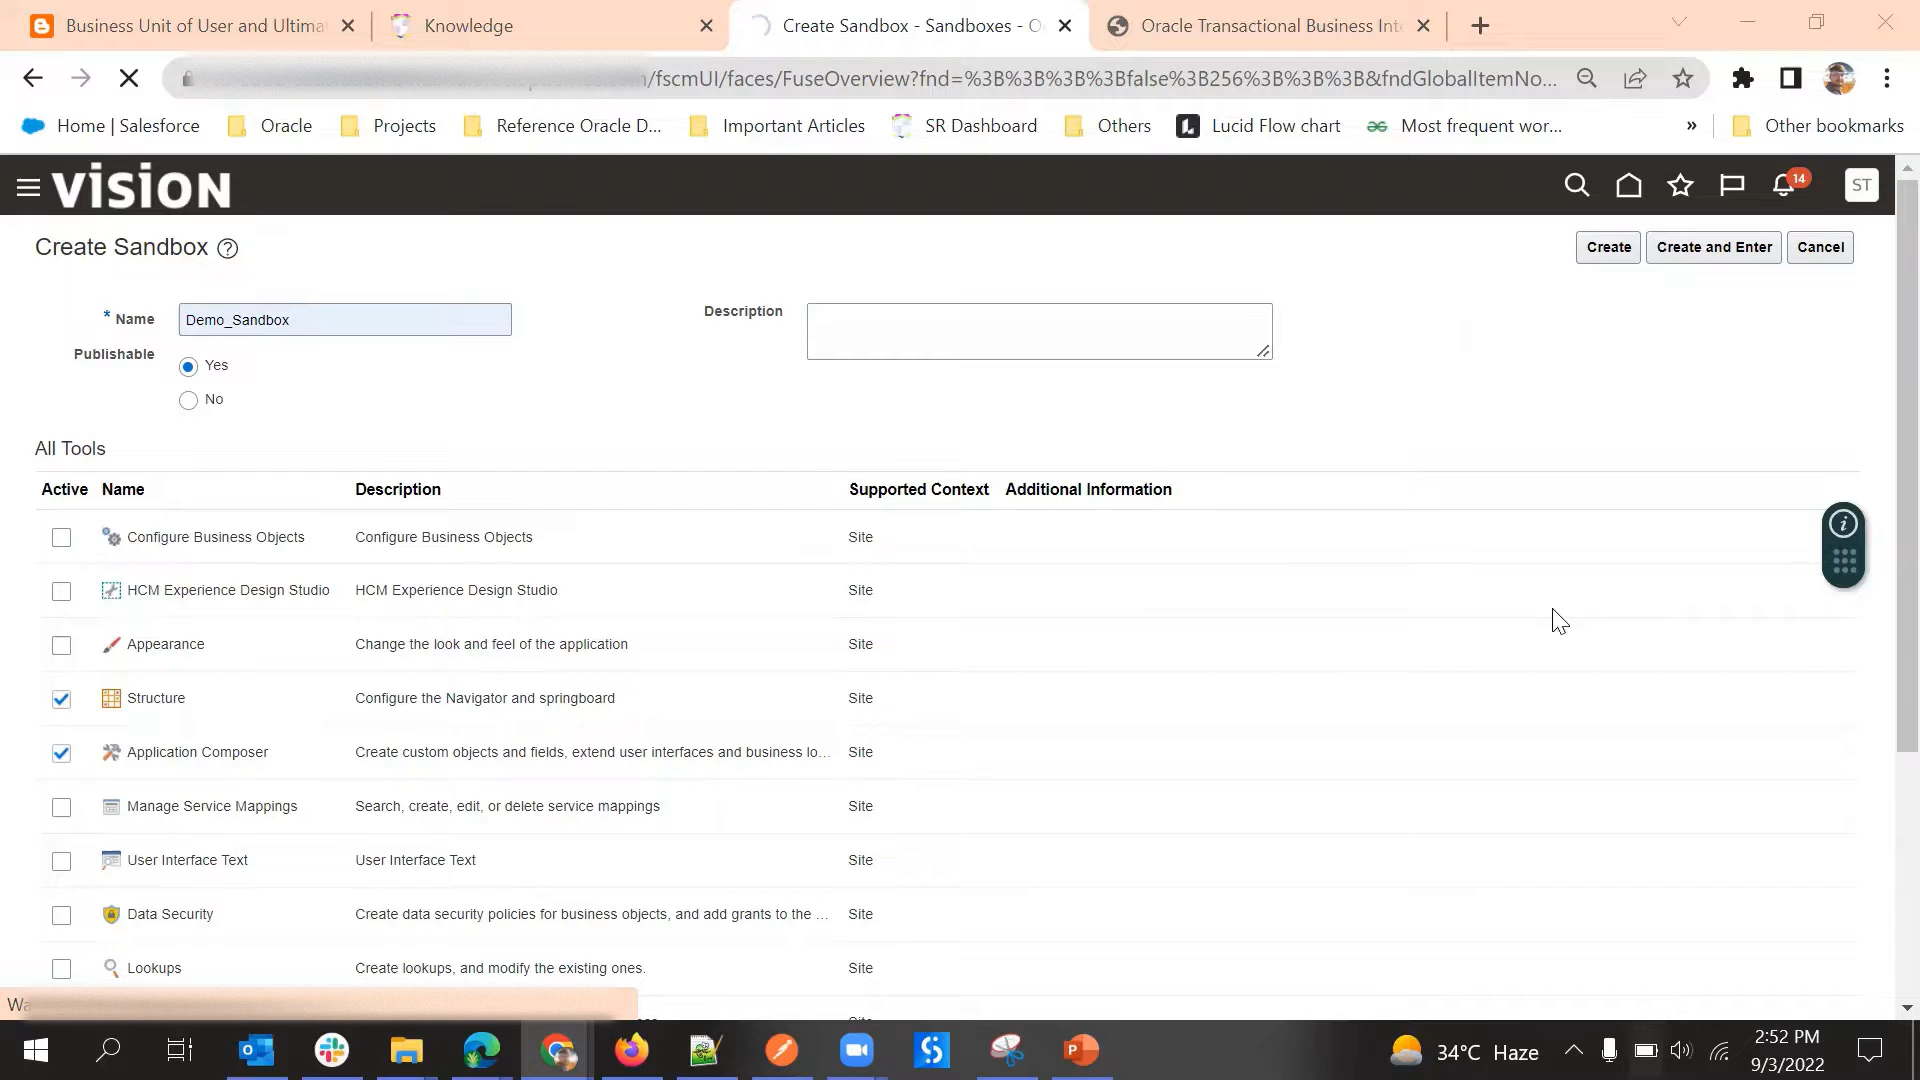 Business Unit of User and Ultima
Knowledge
Create Sandbox - Sandboxes - O
Oracle Transactional Business Int
/fscmUI/faces/FuseOverview?fnd=%3B%3B%3B%3Bfalse%3B256%3B%3B%3B&fndGlobalItemNo...
Home | Salesforce
Oracle
Projects
Reference Oracle D...
Important Articles
SR Dashboard
Others
Lucid Flow chart
Most frequent wor...
»
Other bookmarks
VISION
14
ST
Create Sandbox ?
Create
Create and Enter
Cancel
* Name
Demo_Sandbox
Description
Publishable
Yes
No
All Tools
Active Name Description Supported Context Additional Information
Configure Business Objects Configure Business Objects Site
HCM Experience Design Studio HCM Experience Design Studio Site
Appearance Change the look and feel of the application Site
Structure Configure the Navigator and springboard Site
Application Composer Create custom objects and fields, extend user interfaces and business lo... Site
Manage Service Mappings Search, create, edit, or delete service mappings Site
User Interface Text User Interface Text Site
Data Security Create data security policies for business objects, and add grants to the ... Site
Lookups Create lookups, and modify the existing ones. Site
34°C Haze
2:52 PM
9/3/2022